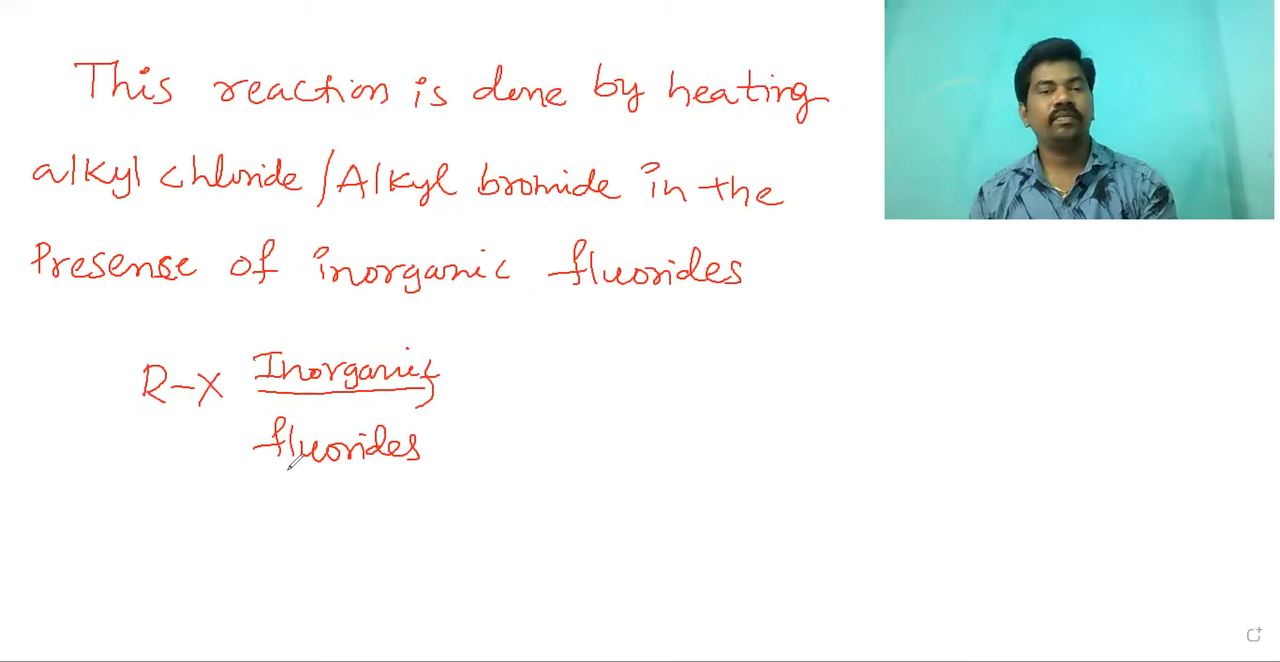 This reaction is done by heating
alkyl chloride/Alkyl bromide in the
Presense of inorganic fluorides
R-X Inorganic
fluorides